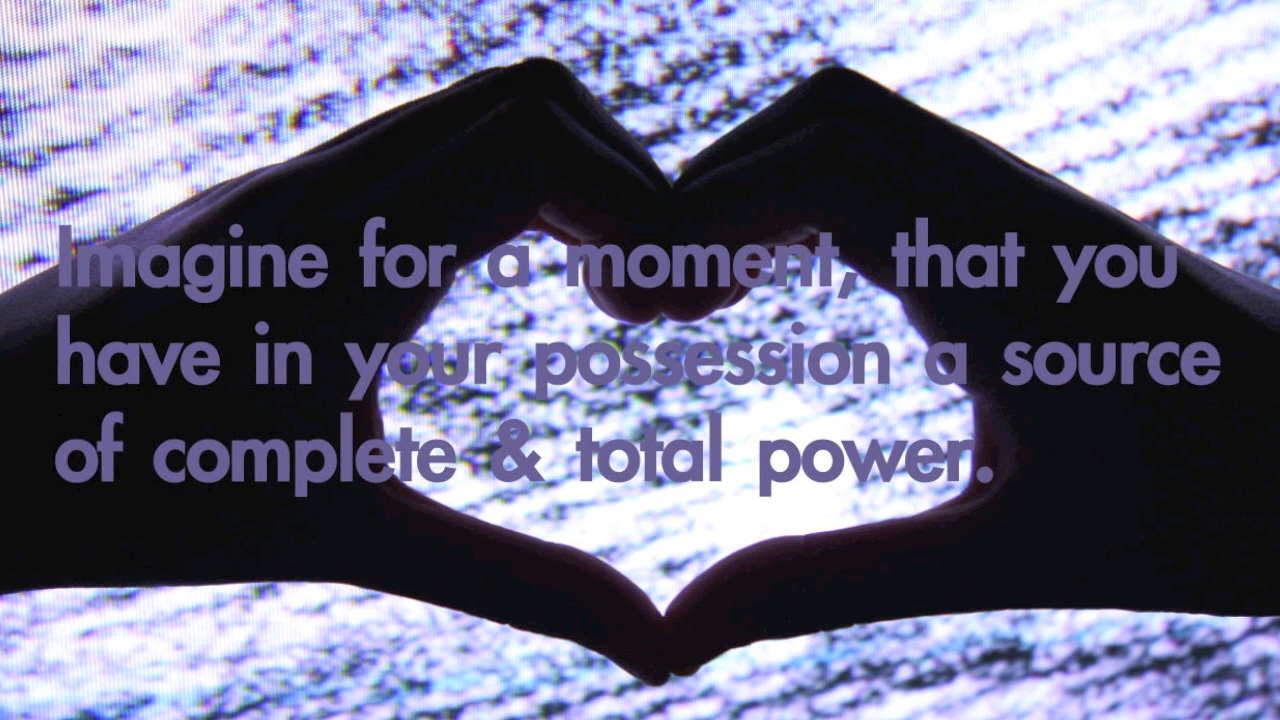 Imagine for a moment, that you
have in your possession a source
of complete & total power.